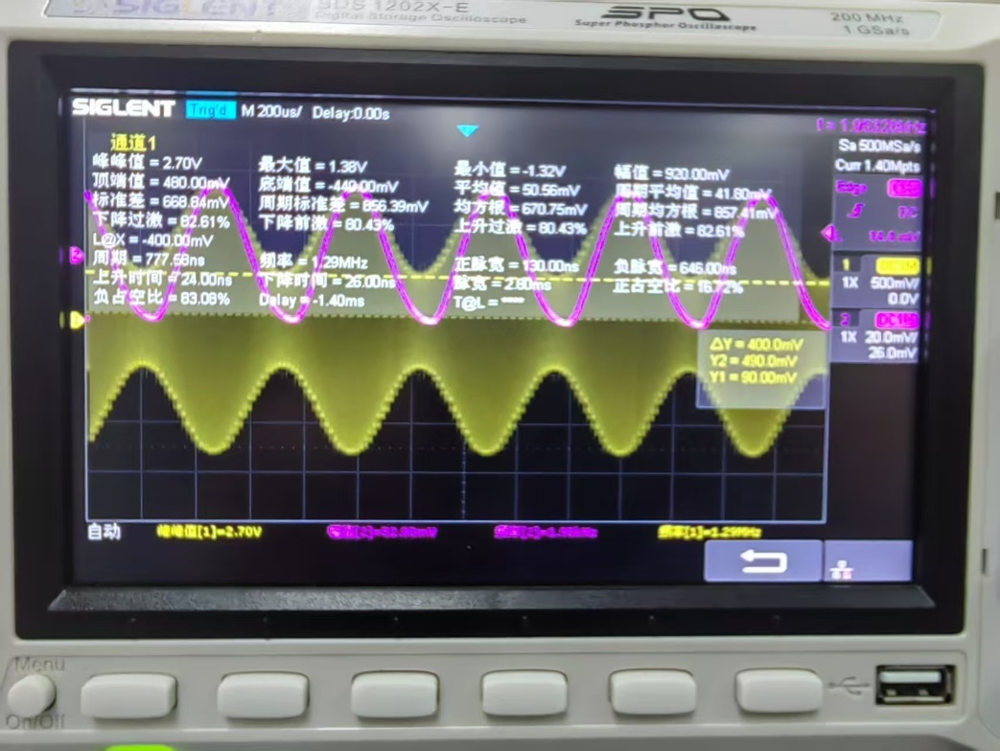 SIGLENT SDS 1202X-E
Digital Storage Oscilloscope
SPO
Super Phosphor Oscilloscope
200 MHz
1 GSa/s
SIGLENT Trig'd M 200us/ Delay:0.00s
Sa 500MSa/s
Curr 1.40Mpts
通道1
峰峰值 = 2.70V 最大值 = 1.38V 最小值 = -1.32V 幅值 = 920.00mV
顶端值 = 480.00mV 底端值 = -440.00mV 平均值 = 50.56mV 周期平均值 = 41.80mV
标准差 = 668.84mV 周期标准差 = 856.39mV 均方根 = 670.75mV 周期均方根 = 857.41mV
下降过激 = 82.61% 下降前激 = 80.43% 上升过激 = 80.43% 上升前激 = 82.61%
L@X = -400.00mV
周期 = 777.58ns 频率 = 1.29MHz 正脉宽 = 130.00ns 负脉宽 = 646.00ns
上升时间 = 24.00ns 下降时间 = 26.00ns 脉宽 = 2.80ms 正占空比 = 16.72%
负占空比 = 83.08% Delay = -1.40ms T@L = ****
Edge
DC
1 DC1M
1X 500mV/
0.0V
2 DC1M
1X 20.0mV/
26.0mV
ΔY = 400.0mV
Y2 = 490.0mV
Y1 = 90.00mV
自动 峰峰值[1]=2.70V 频率[1]=1.29MHz
Menu
On/Off